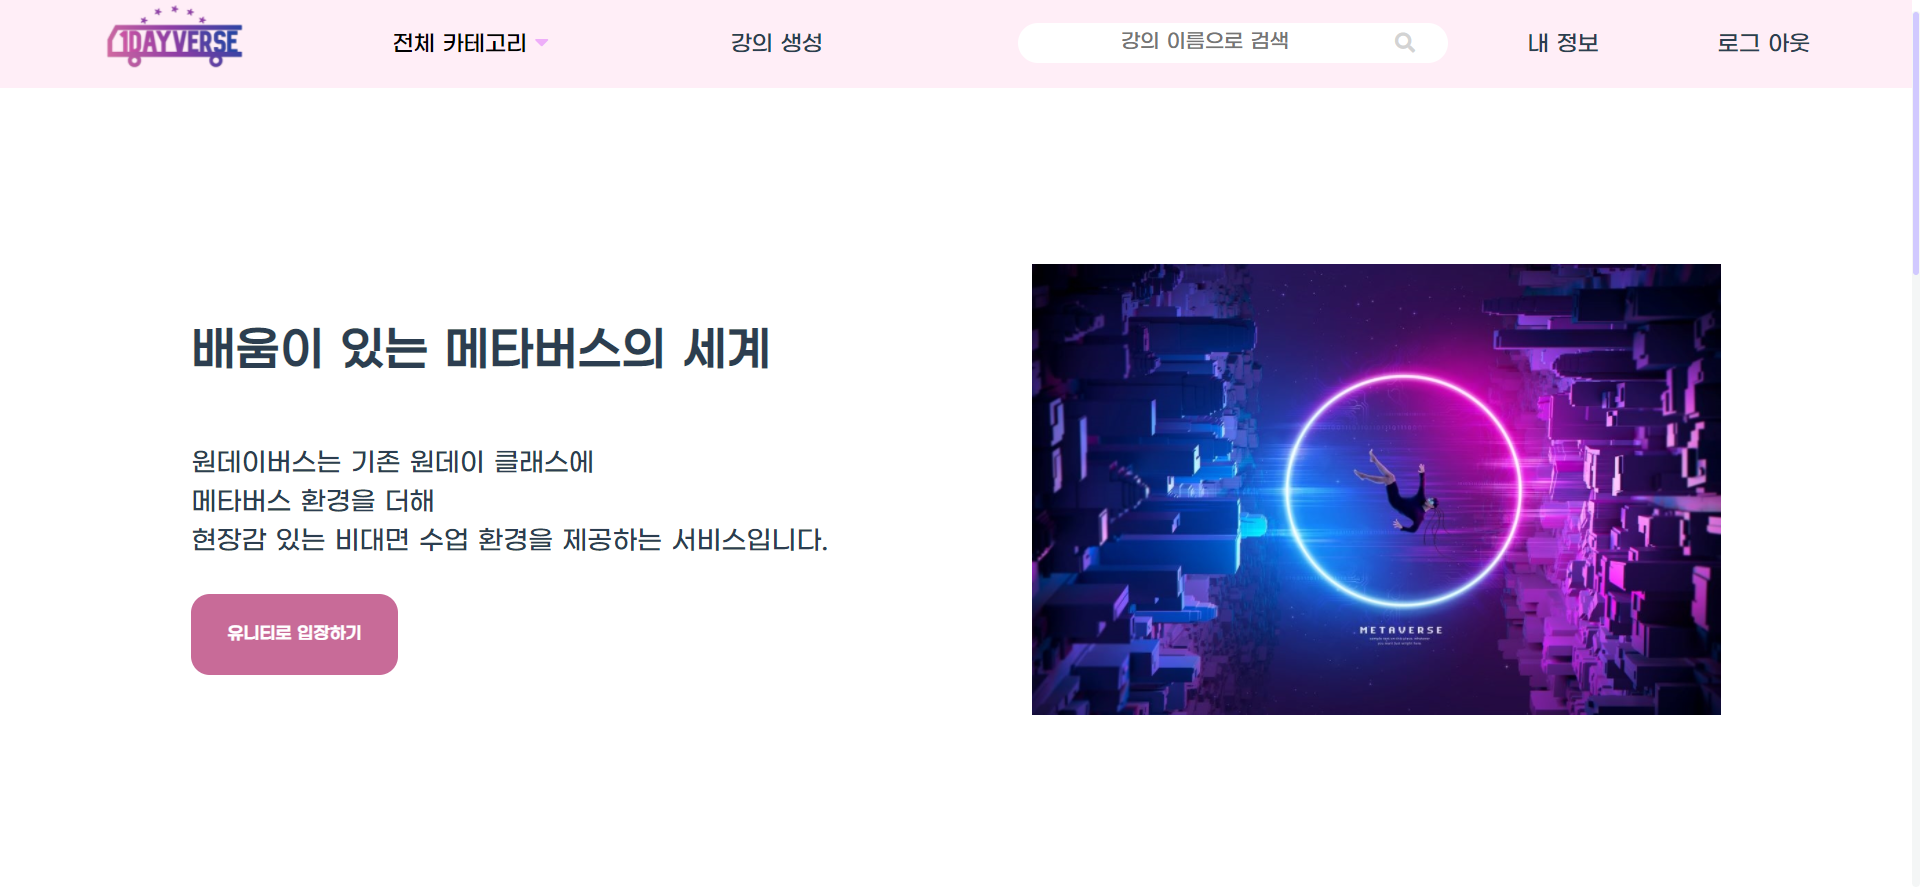 1DAYVERSE
전체 카테고리
강의 생성
강의 이름으로 검색
내 정보
로그 아웃
배움이 있는 메타버스의 세계
원데이버스는 기존 원데이 클래스에
메타버스 환경을 더해
현장감 있는 비대면 수업 환경을 제공하는 서비스입니다.
유니티로 입장하기
METAVERSE